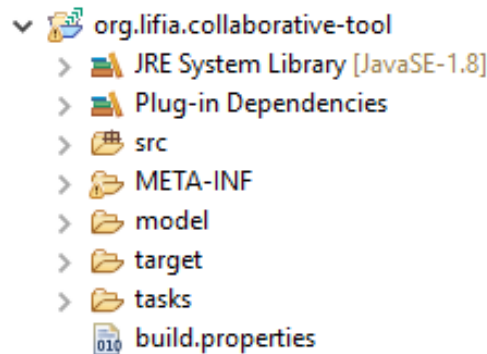 org.lifia.collaborative-tool
JRE System Library [JavaSE-1.8]
Plug-in Dependencies
src
META-INF
model
target
tasks
build.properties